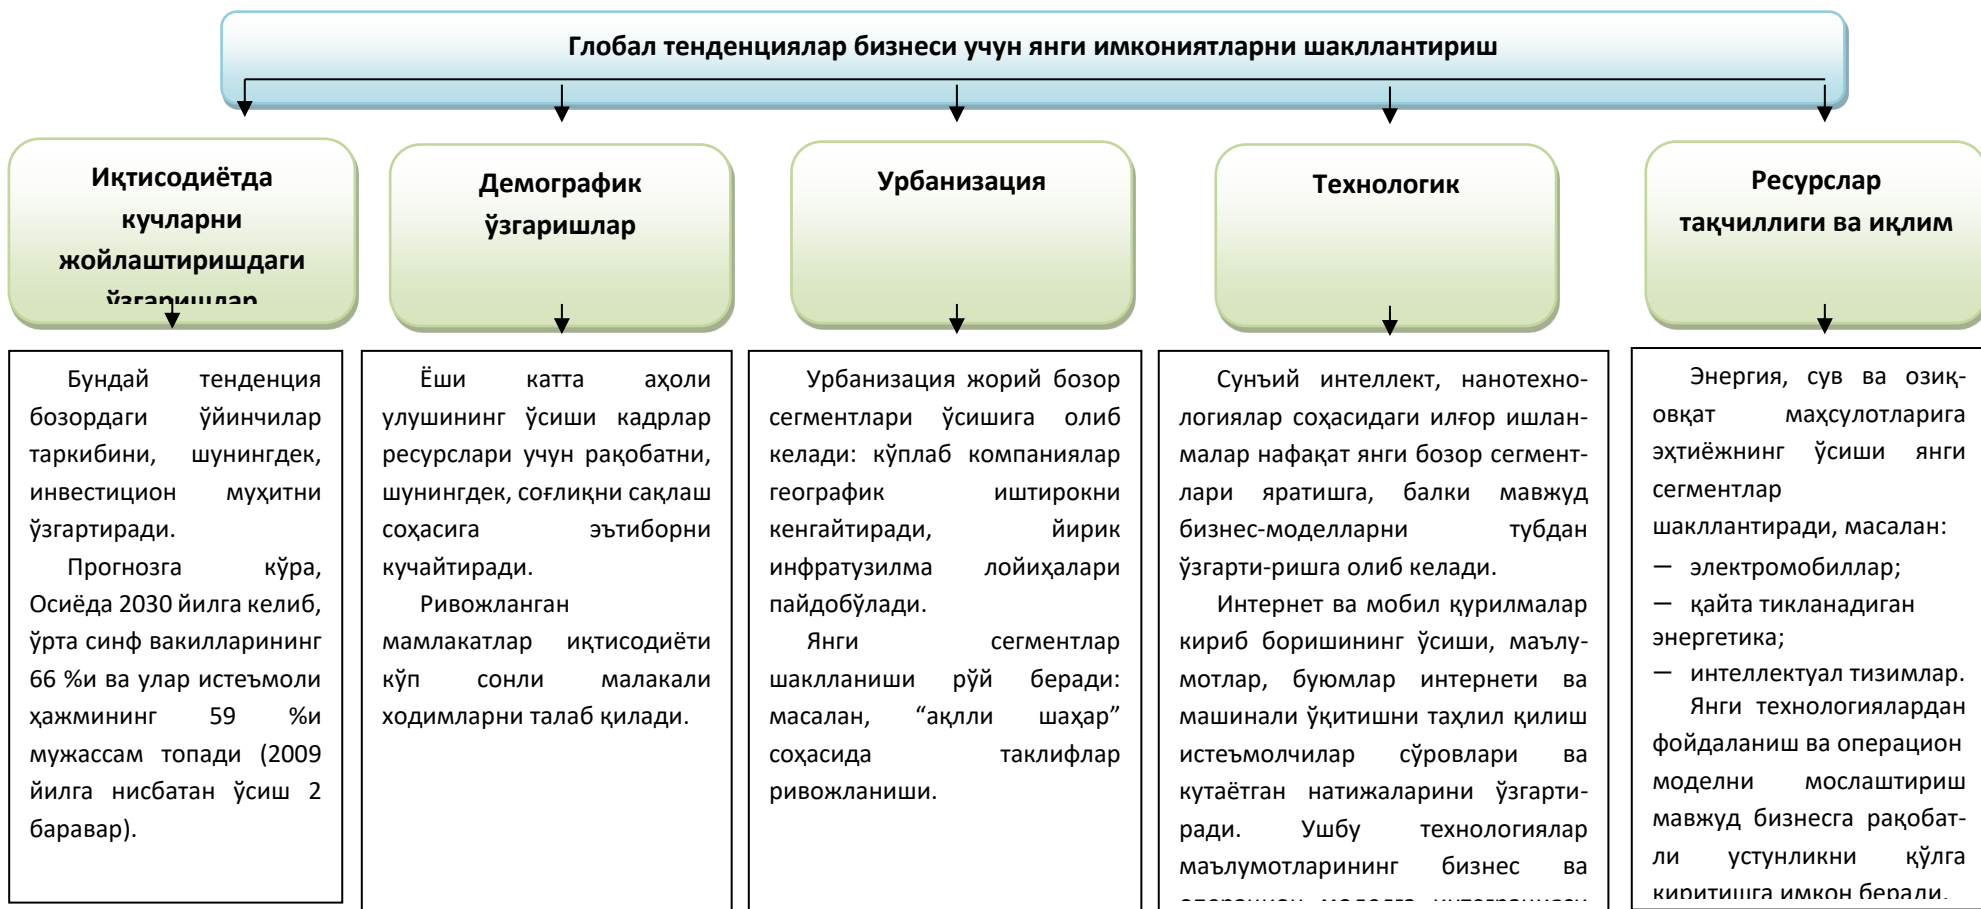 Глобал тенденциялар бизнеси учун янги имкониятларни шакллантириш
Иқтисодиётда
кучларни
жойлаштиришдаги
ўзгаришлар
Демографик
ўзгаришлар
Урбанизация
Технологик
Ресурслар
тақчиллиги ва иқлим
Бундай тенденция
бозордаги ўйинчилар
таркибини, шунингдек,
инвестицион муҳитни
ўзгартиради.
Прогнозга кўра,
Осиёда 2030 йилга келиб,
ўрта синф вакилларининг
66 %и ва улар истеъмоли
ҳажмининг 59 %и
мужассам топади (2009
йилга нисбатан ўсиш 2
баравар).
Ёши катта аҳоли
улушининг ўсиши кадрлар
ресурслари учун рақобатни,
шунингдек, соғлиқни сақлаш
соҳасига эътиборни
кучайтиради.
Ривожланган
мамлакатлар иқтисодиёти
кўп сонли малакали
ходимларни талаб қилади.
Урбанизация жорий бозор
сегментлари ўсишига олиб
келади: кўплаб компаниялар
географик иштирокни
кенгайтиради, йирик
инфратузилма лойиҳалари
пайдобўлади.
Янги сегментлар
шаклланиши рўй беради:
масалан, “ақлли шаҳар”
соҳасида таклифлар
ривожланиши.
Сунъий интеллект, нанотехно-
логиялар соҳасидаги илғор ишлан-
малар нафақат янги бозор сегмент-
лари яратишга, балки мавжуд
бизнес-моделларни тубдан
ўзгарти-ришга олиб келади.
Интернет ва мобил қурилмалар
кириб боришининг ўсиши, маълу-
мотлар, буюмлар интернети ва
машинали ўқитишни таҳлил қилиш
истеъмолчилар сўровлари ва
кутаётган натижаларини ўзгарти-
ради. Ушбу технологиялар
маълумотларининг бизнес ва
операцион моделга интеграцияси
Энергия, сув ва озиқ-
овқат маҳсулотларига
эҳтиёжнинг ўсиши янги
сегментлар
шакллантиради, масалан:
— электромобиллар;
— қайта тикланадиган
энергетика;
— интеллектуал тизимлар.
Янги технологиялардан
фойдаланиш ва операцион
моделни мослаштириш
мавжуд бизнесга рақобат-
ли устунликни қўлга
киритишга имкон беради.